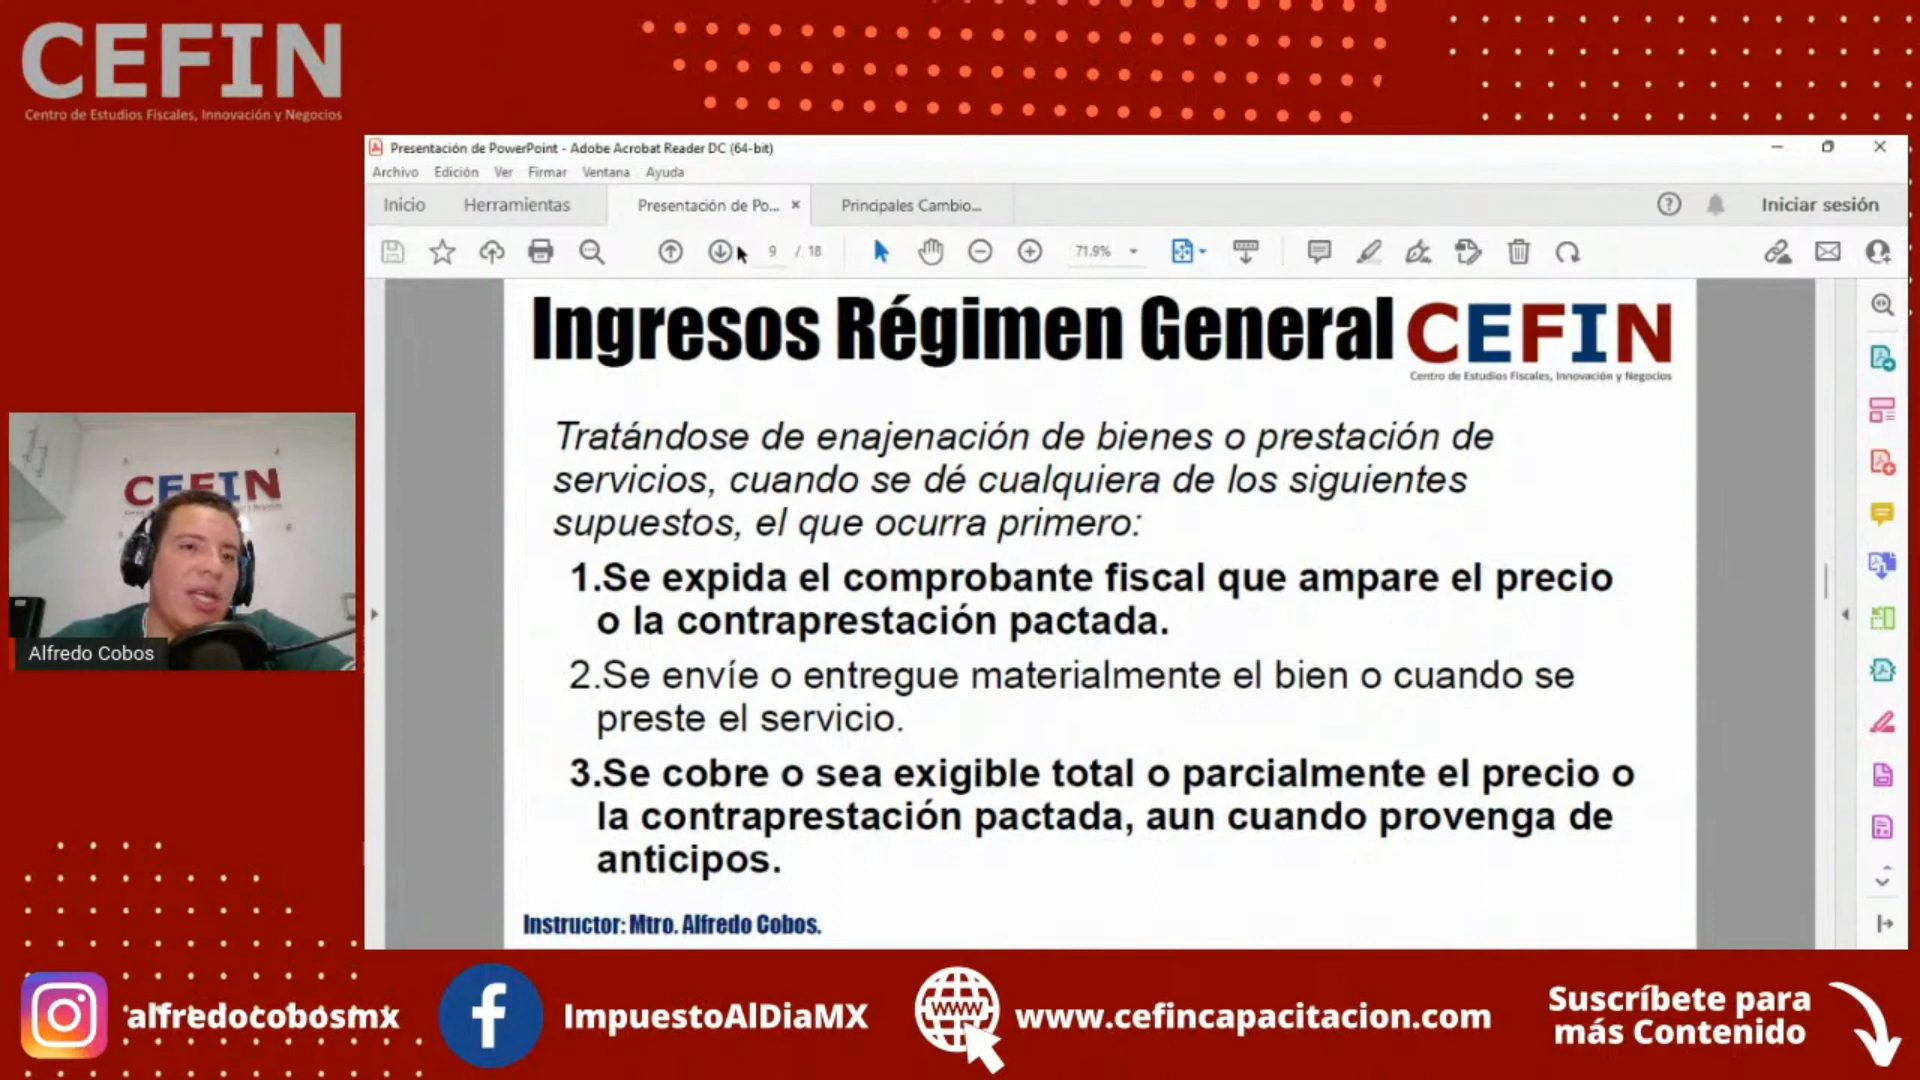 CEFIN
Centro de Estudios Fiscales, Innovación y Negocios
Presentación de PowerPoint - Adobe Acrobat Reader DC (64-bit)
Archivo Edición Ver Firmar Ventana Ayuda
Inicio Herramientas Presentación de Po... × Principales Cambio... Iniciar sesión
9 / 18 71.9%
Ingresos Régimen General CEFIN
Centro de Estudios Fiscales, Innovación y Negocios
Tratándose de enajenación de bienes o prestación de
servicios, cuando se dé cualquiera de los siguientes
supuestos, el que ocurra primero:
1.Se expida el comprobante fiscal que ampare el precio
o la contraprestación pactada.
2.Se envíe o entregue materialmente el bien o cuando se
preste el servicio.
3.Se cobre o sea exigible total o parcialmente el precio o
la contraprestación pactada, aun cuando provenga de
anticipos.
Instructor: Mtro. Alfredo Cobos.
CEFIN
Alfredo Cobos
alfredocobosmx
ImpuestoAlDiaMX
WWW
www.cefincapacitacion.com
Suscríbete para
más Contenido